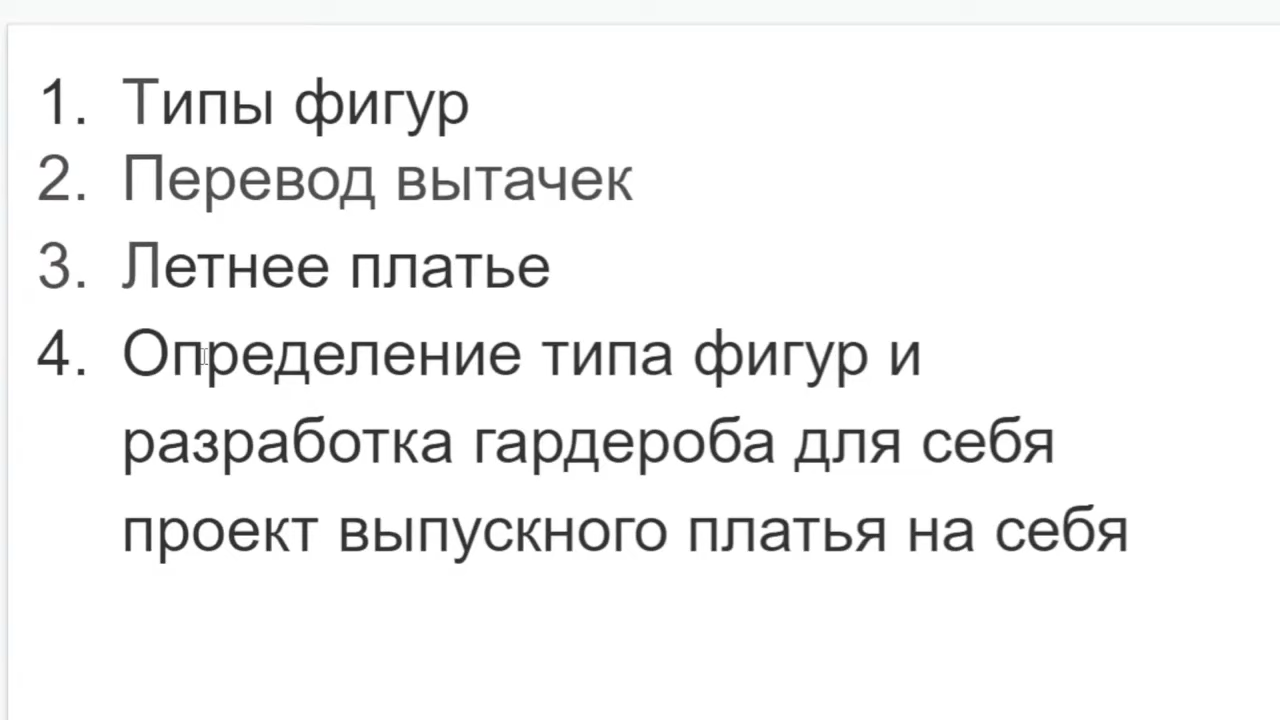 1. Типы фигур
2. Перевод вытачек
3. Летнее платье
4. Определение типа фигур и
разработка гардероба для себя
проект выпускного платья на себя